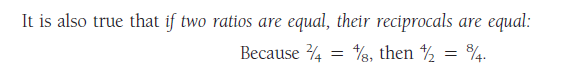 It is also true that if two ratios are equal, their reciprocals are equal:
Because 2/4 = 4/8, then 4/2 = 8/4.